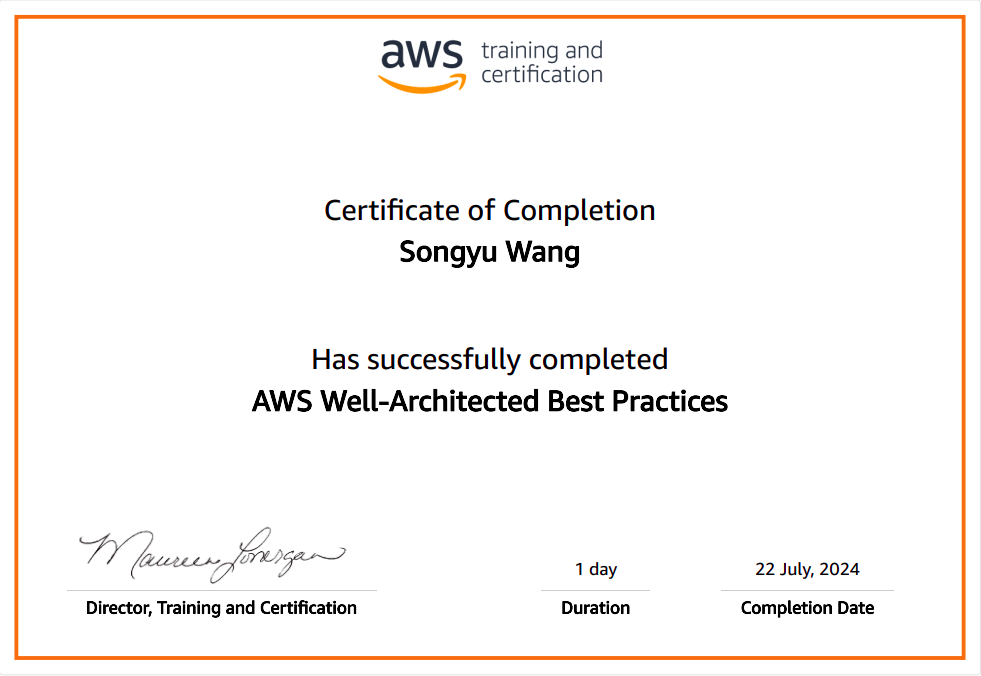 aws training and
certification
Certificate of Completion
Songyu Wang
Has successfully completed
AWS Well-Architected Best Practices
Maureen Lonergan
Director, Training and Certification
1 day
Duration
22 July, 2024
Completion Date